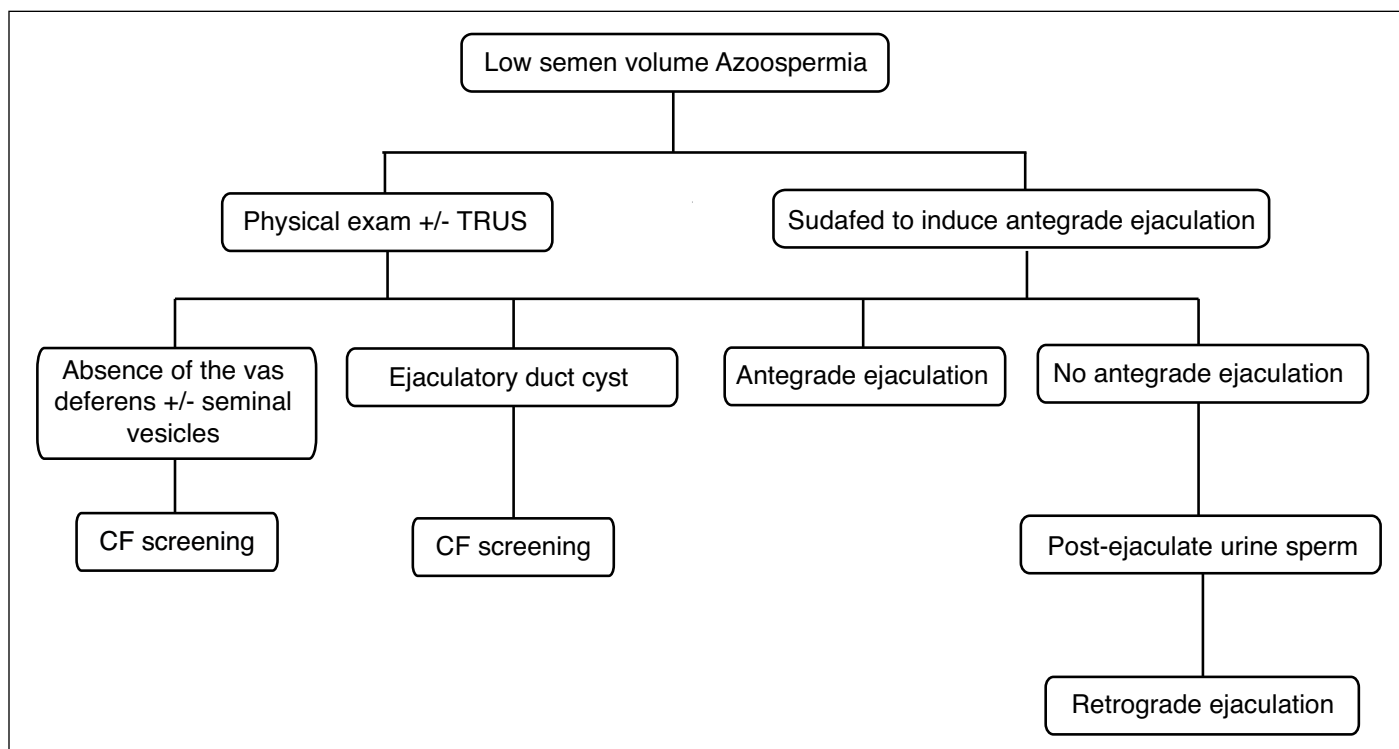 Low semen volume Azoospermia
Physical exam +/- TRUS
Sudafed to induce antegrade ejaculation
Absence of the vas
deferens +/- seminal
vesicles
Ejaculatory duct cyst
Antegrade ejaculation
No antegrade ejaculation
CF screening
CF screening
Post-ejaculate urine sperm
Retrograde ejaculation